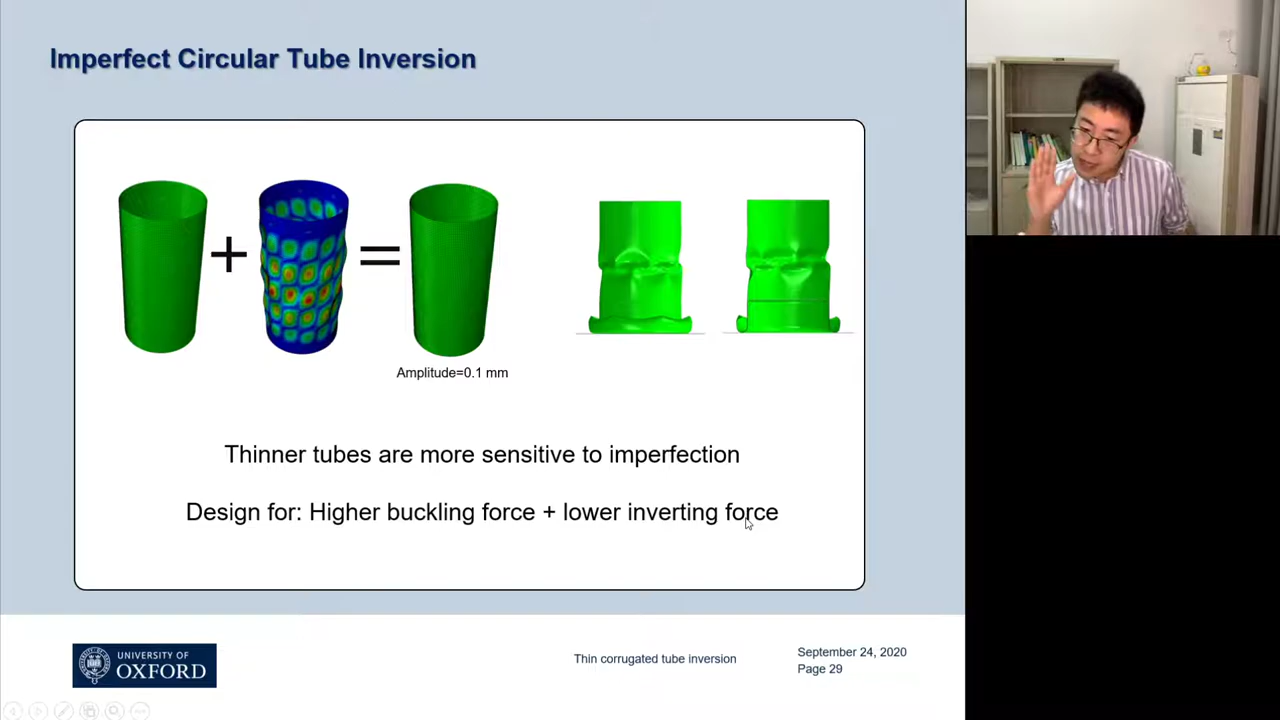 Imperfect Circular Tube Inversion
+
=
Amplitude=0.1 mm
Thinner tubes are more sensitive to imperfection
Design for: Higher buckling force + lower inverting force
UNIVERSITY OF
OXFORD
Thin corrugated tube inversion
September 24, 2020
Page 29